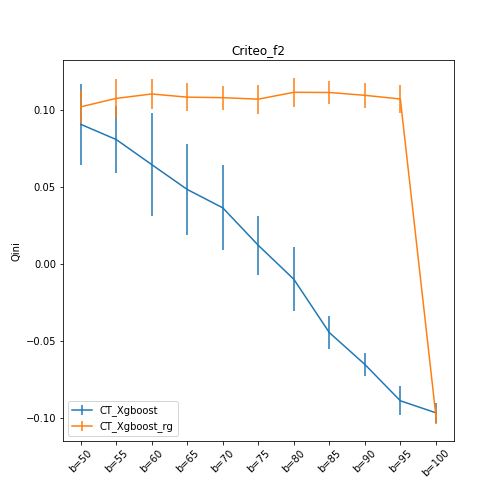 Criteo_f2
Qini
0.10
0.05
0.00
−0.05
−0.10
CT_Xgboost
CT_Xgboost_rg
b=50
b=55
b=60
b=65
b=70
b=75
b=80
b=85
b=90
b=95
b=100